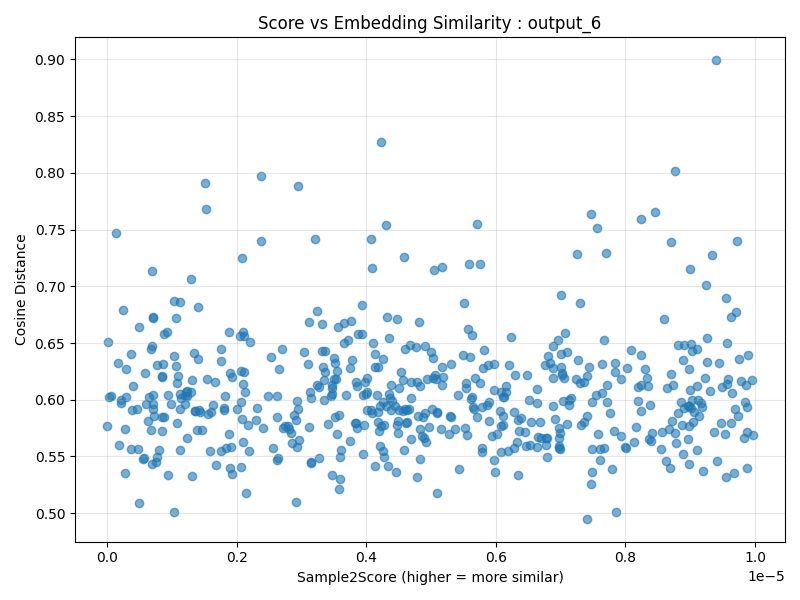 Score vs Embedding Similarity : output_6
Cosine Distance
0.90
0.85
0.80
0.75
0.70
0.65
0.60
0.55
0.50
0.0 0.2 0.4 0.6 0.8 1.0
1e−5
Sample2Score (higher = more similar)